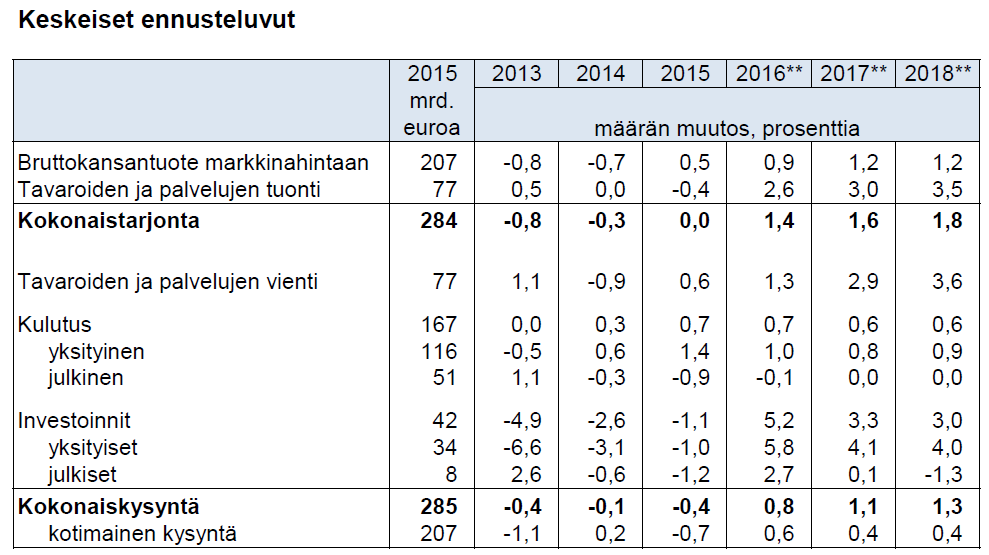 Keskeiset ennusteluvut
2015 2013 2014 2015 2016** 2017** 2018**
mrd.
euroa määrän muutos, prosenttia
Bruttokansantuote markkinahintaan 207 -0,8 -0,7 0,5 0,9 1,2 1,2
Tavaroiden ja palvelujen tuonti 77 0,5 0,0 -0,4 2,6 3,0 3,5
Kokonaistarjonta 284 -0,8 -0,3 0,0 1,4 1,6 1,8
Tavaroiden ja palvelujen vienti 77 1,1 -0,9 0,6 1,3 2,9 3,6
Kulutus 167 0,0 0,3 0,7 0,7 0,6 0,6
yksityinen 116 -0,5 0,6 1,4 1,0 0,8 0,9
julkinen 51 1,1 -0,3 -0,9 -0,1 0,0 0,0
Investoinnit 42 -4,9 -2,6 -1,1 5,2 3,3 3,0
yksityiset 34 -6,6 -3,1 -1,0 5,8 4,1 4,0
julkiset 8 2,6 -0,6 -1,2 2,7 0,1 -1,3
Kokonaiskysyntä 285 -0,4 -0,1 -0,4 0,8 1,1 1,3
kotimainen kysyntä 207 -1,1 0,2 -0,7 0,6 0,4 0,4